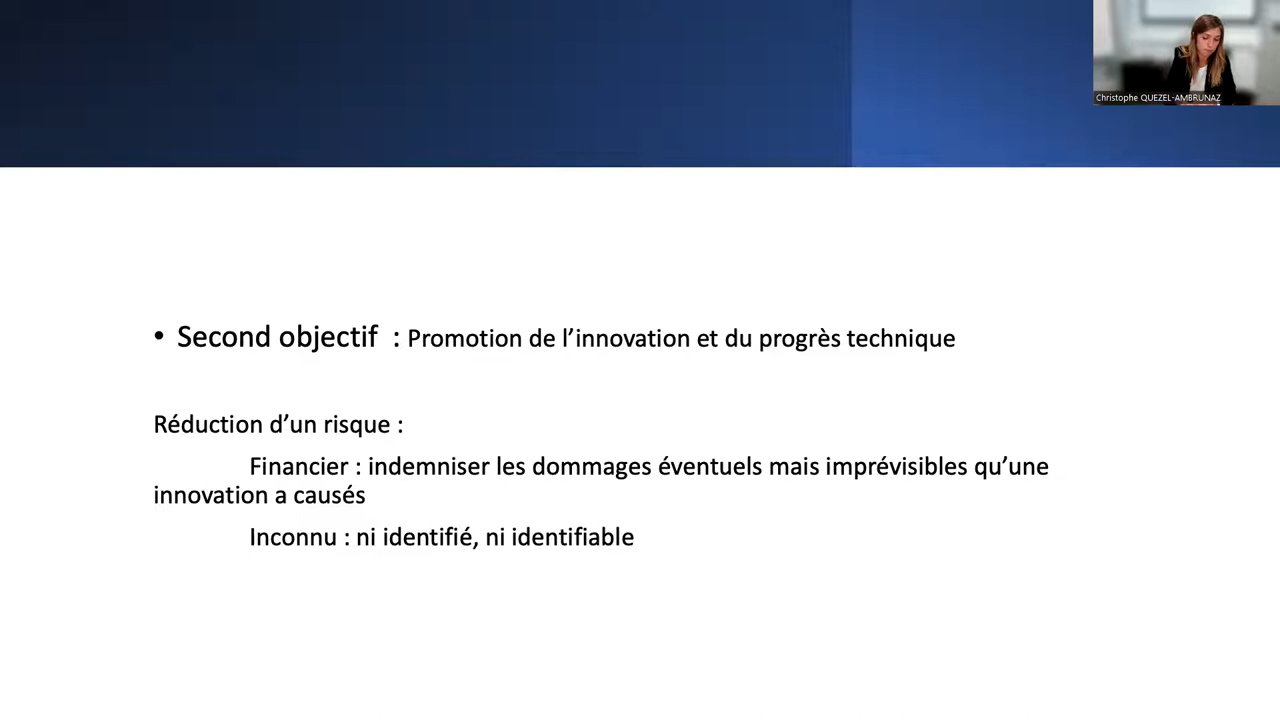 Christophe QUEZEL-AMBRUNAZ
• Second objectif : Promotion de l’innovation et du progrès technique
Réduction d’un risque :
Financier : indemniser les dommages éventuels mais imprévisibles qu’une
innovation a causés
Inconnu : ni identifié, ni identifiable